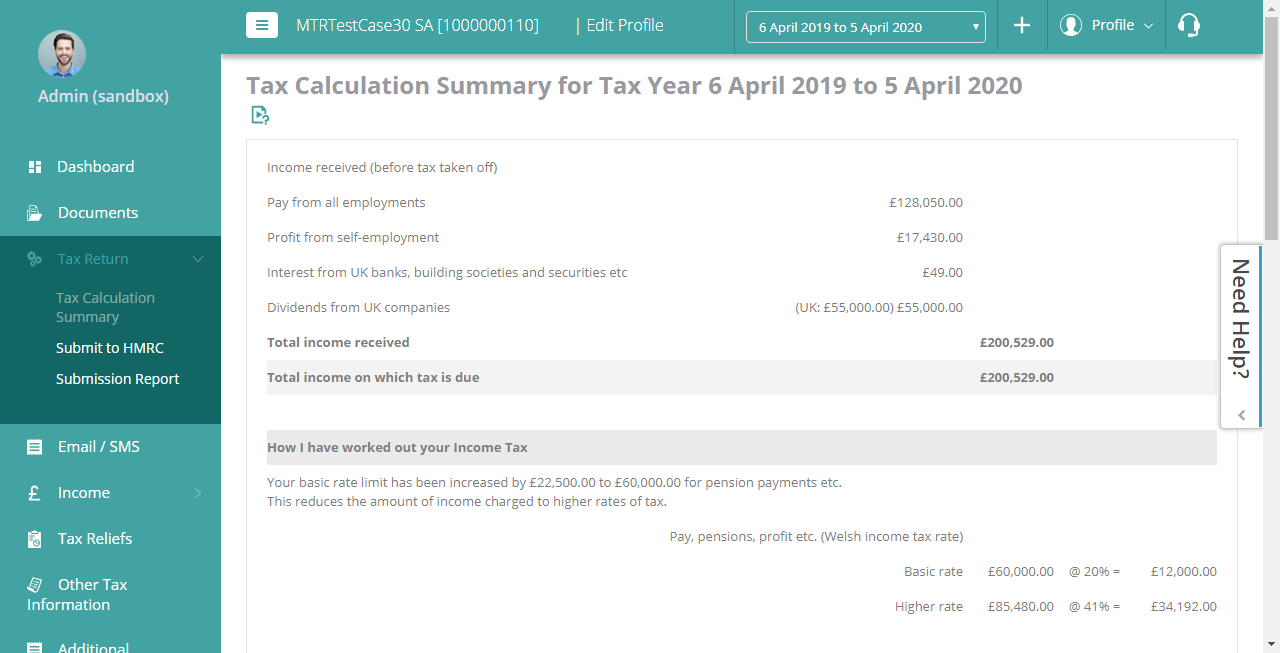 MTRTestCase30 SA [1000000110] | Edit Profile
6 April 2019 to 5 April 2020
Profile
Admin (sandbox)
Dashboard
Documents
Tax Return
Tax Calculation
Summary
Submit to HMRC
Submission Report
Email / SMS
£ Income
Tax Reliefs
Other Tax
Information
Additional
Tax Calculation Summary for Tax Year 6 April 2019 to 5 April 2020
Income received (before tax taken off)
Pay from all employments £128,050.00
Profit from self-employment £17,430.00
Interest from UK banks, building societies and securities etc £49.00
Dividends from UK companies (UK: £55,000.00) £55,000.00
Total income received £200,529.00
Total income on which tax is due £200,529.00
How I have worked out your Income Tax
Your basic rate limit has been increased by £22,500.00 to £60,000.00 for pension payments etc.
This reduces the amount of income charged to higher rates of tax.
Pay, pensions, profit etc. (Welsh income tax rate)
Basic rate £60,000.00 @ 20% = £12,000.00
Higher rate £85,480.00 @ 41% = £34,192.00
Need Help?